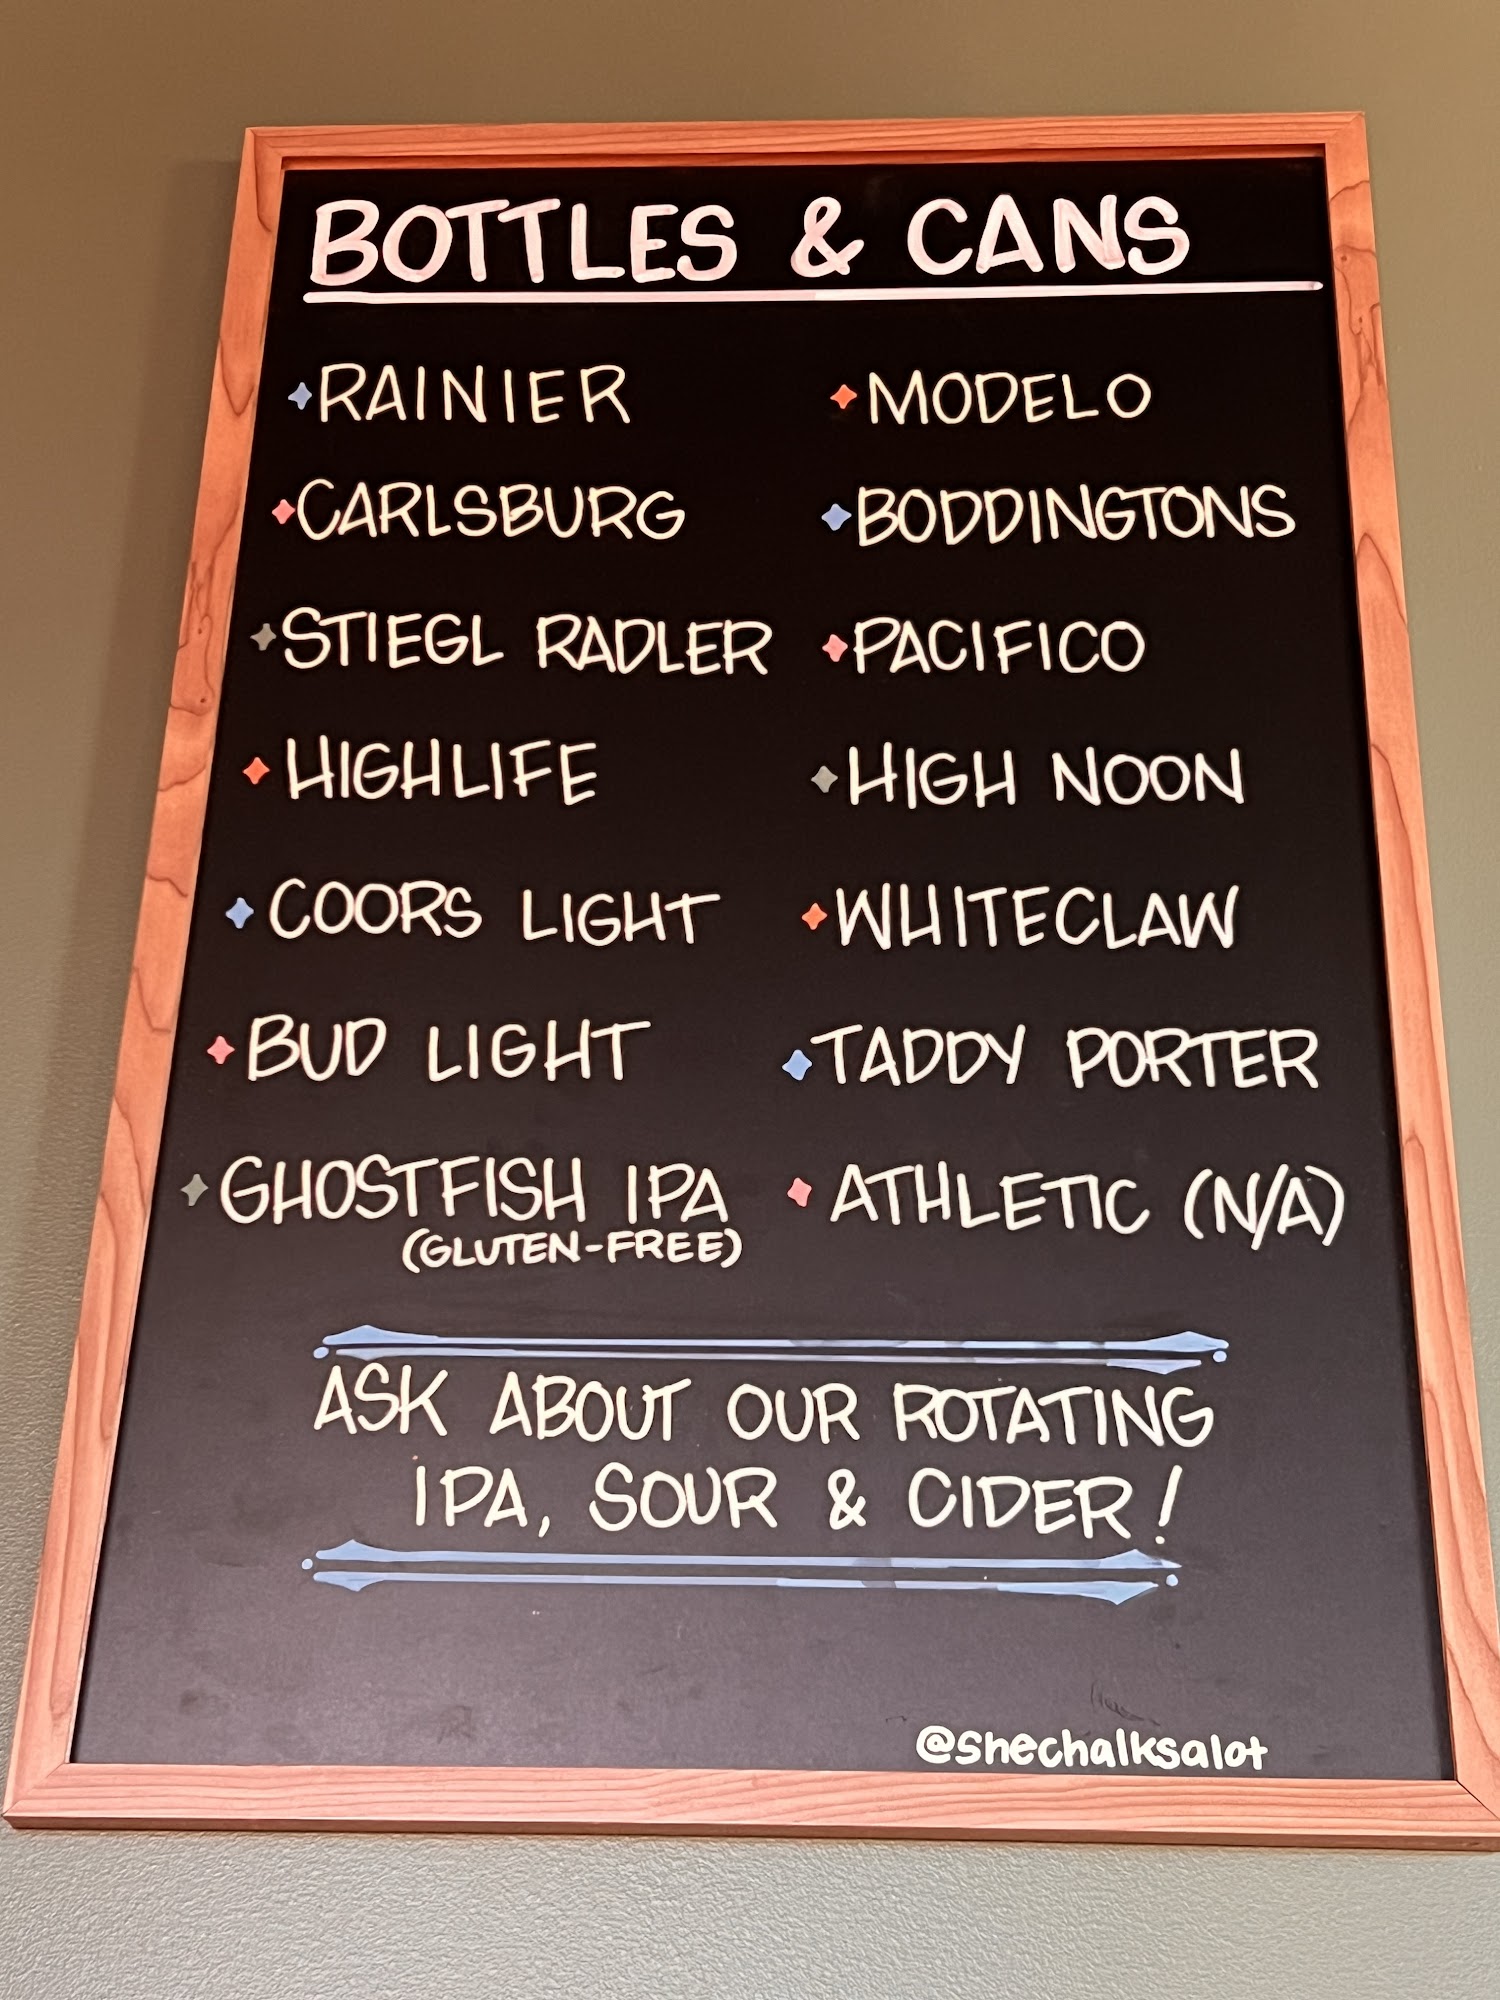 BOTTLES & CANS
RAINIER
CARLSBURG
STIEGL RADLER
HIGHLIFE
COORS LIGHT
BUD LIGHT
GHOSTFISH IPA
(GLUTEN-FREE)
MODELO
BODDINGTONS
PACIFICO
HIGH NOON
WHITECLAW
TADDY PORTER
ATHLETIC (N/A)
ASK ABOUT OUR ROTATING
IPA, SOUR & CIDER!
@shechalksalot